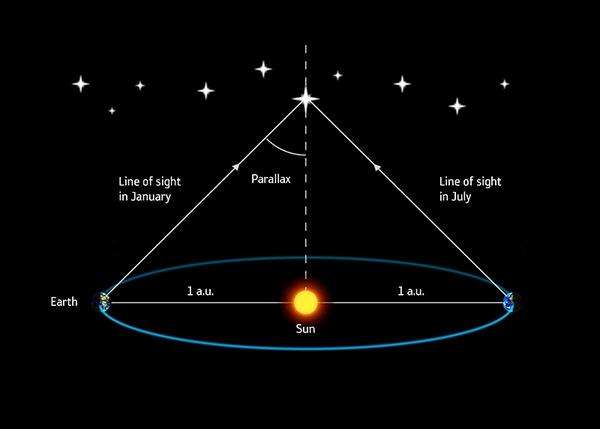 Line of sight
in January
Parallax
Line of sight
in July
Earth
1 a.u.
1 a.u.
Sun